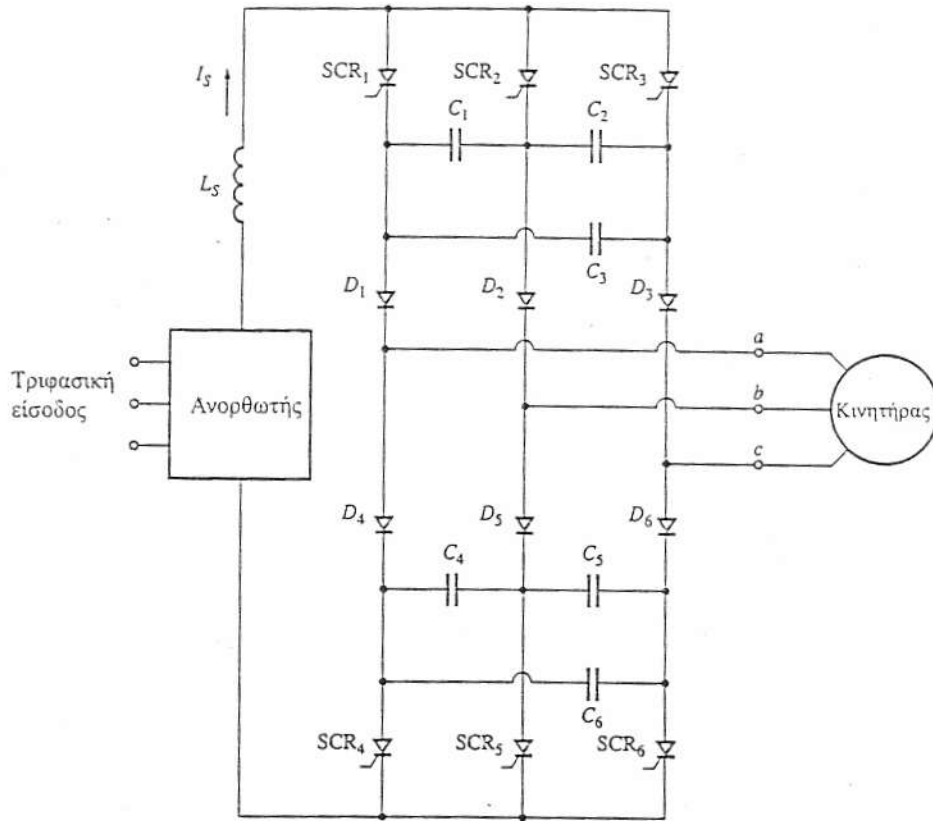 I_S
SCR_1
SCR_2
SCR_3
C_1
C_2
L_S
C_3
D_1
D_2
D_3
Τριφασική
είσοδος
Ανορθωτής
a
b
c
Κινητήρας
D_4
D_5
D_6
C_4
C_5
C_6
SCR_4
SCR_5
SCR_6